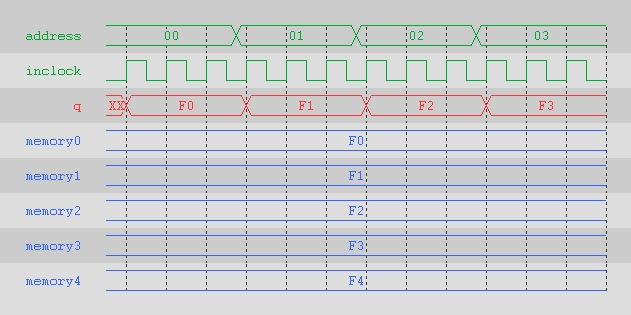 address 00 01 02 03
inclock
q XX F0 F1 F2 F3
memory0 F0
memory1 F1
memory2 F2
memory3 F3
memory4 F4